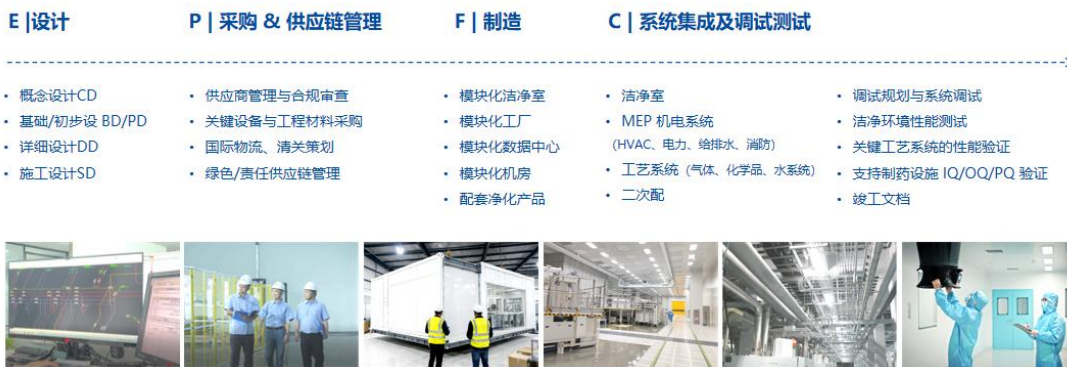 E |设计
P | 采购 & 供应链管理
F | 制造
C | 系统集成及调试测试
• 概念设计CD
• 基础/初步设 BD/PD
• 详细设计DD
• 施工设计SD
• 供应商管理与合规审查
• 关键设备与工程材料采购
• 国际物流、清关策划
• 绿色/责任供应链管理
• 模块化洁净室
• 模块化工厂
• 模块化数据中心
• 模块化机房
• 配套净化产品
• 洁净室
• MEP 机电系统
(HVAC、电力、给排水、消防)
• 工艺系统 (气体、化学品、水系统)
• 二次配
• 调试规划与系统调试
• 洁净环境性能测试
• 关键工艺系统的性能验证
• 支持制药设施 IQ/OQ/PQ 验证
• 竣工文档